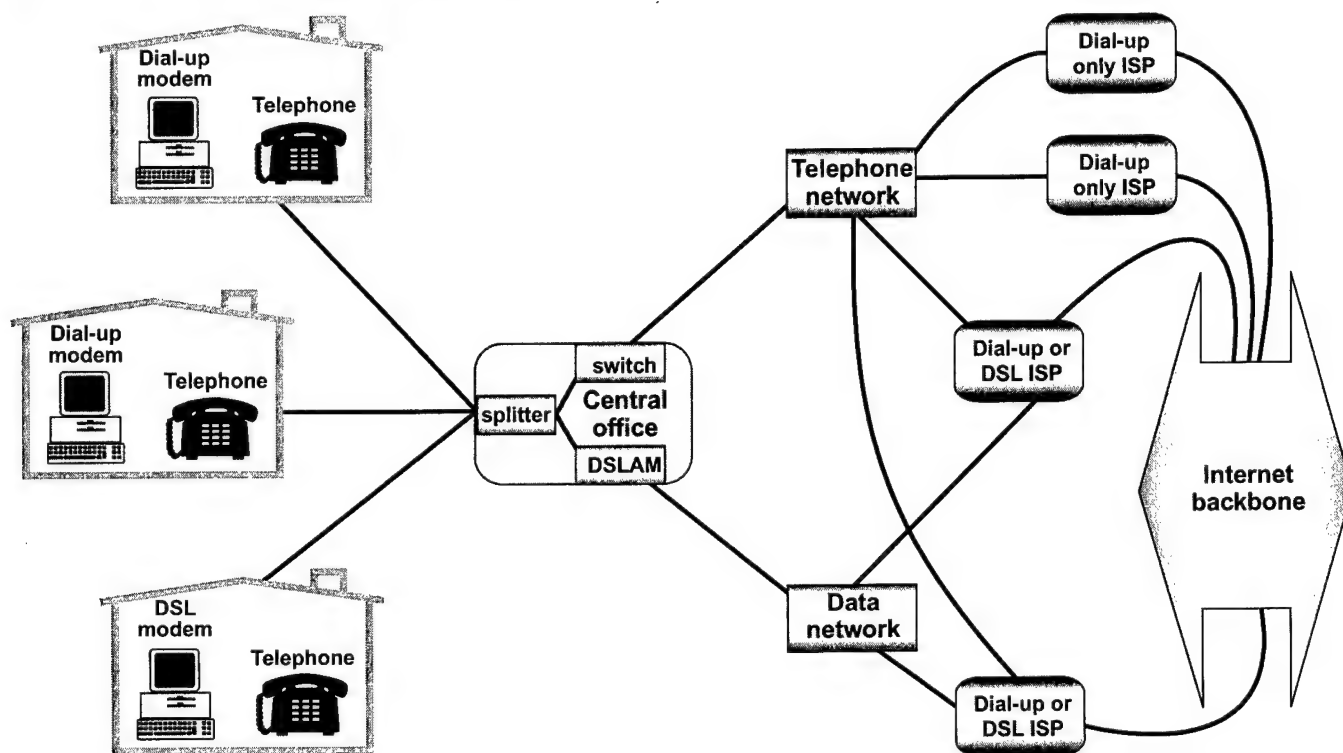 Dial-up
modem
Telephone
Dial-up
modem
Telephone
DSL
modem
Telephone
splitter
switch
Central
office
DSLAM
Telephone
network
Data
network
Dial-up
only ISP
Dial-up
only ISP
Dial-up or
DSL ISP
Dial-up or
DSL ISP
Internet
backbone